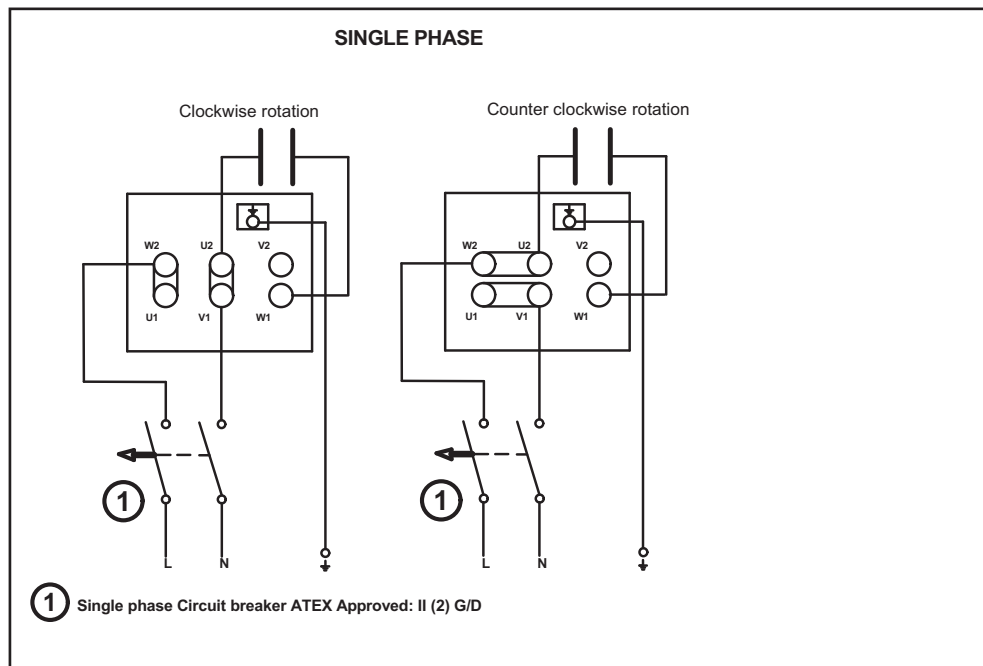 SINGLE PHASE
Clockwise rotation
W2 U2 V2
U1 V1 W1
1
L N
Counter clockwise rotation
W2 U2 V2
U1 V1 W1
1
L N
1 Single phase Circuit breaker ATEX Approved: II (2) G/D